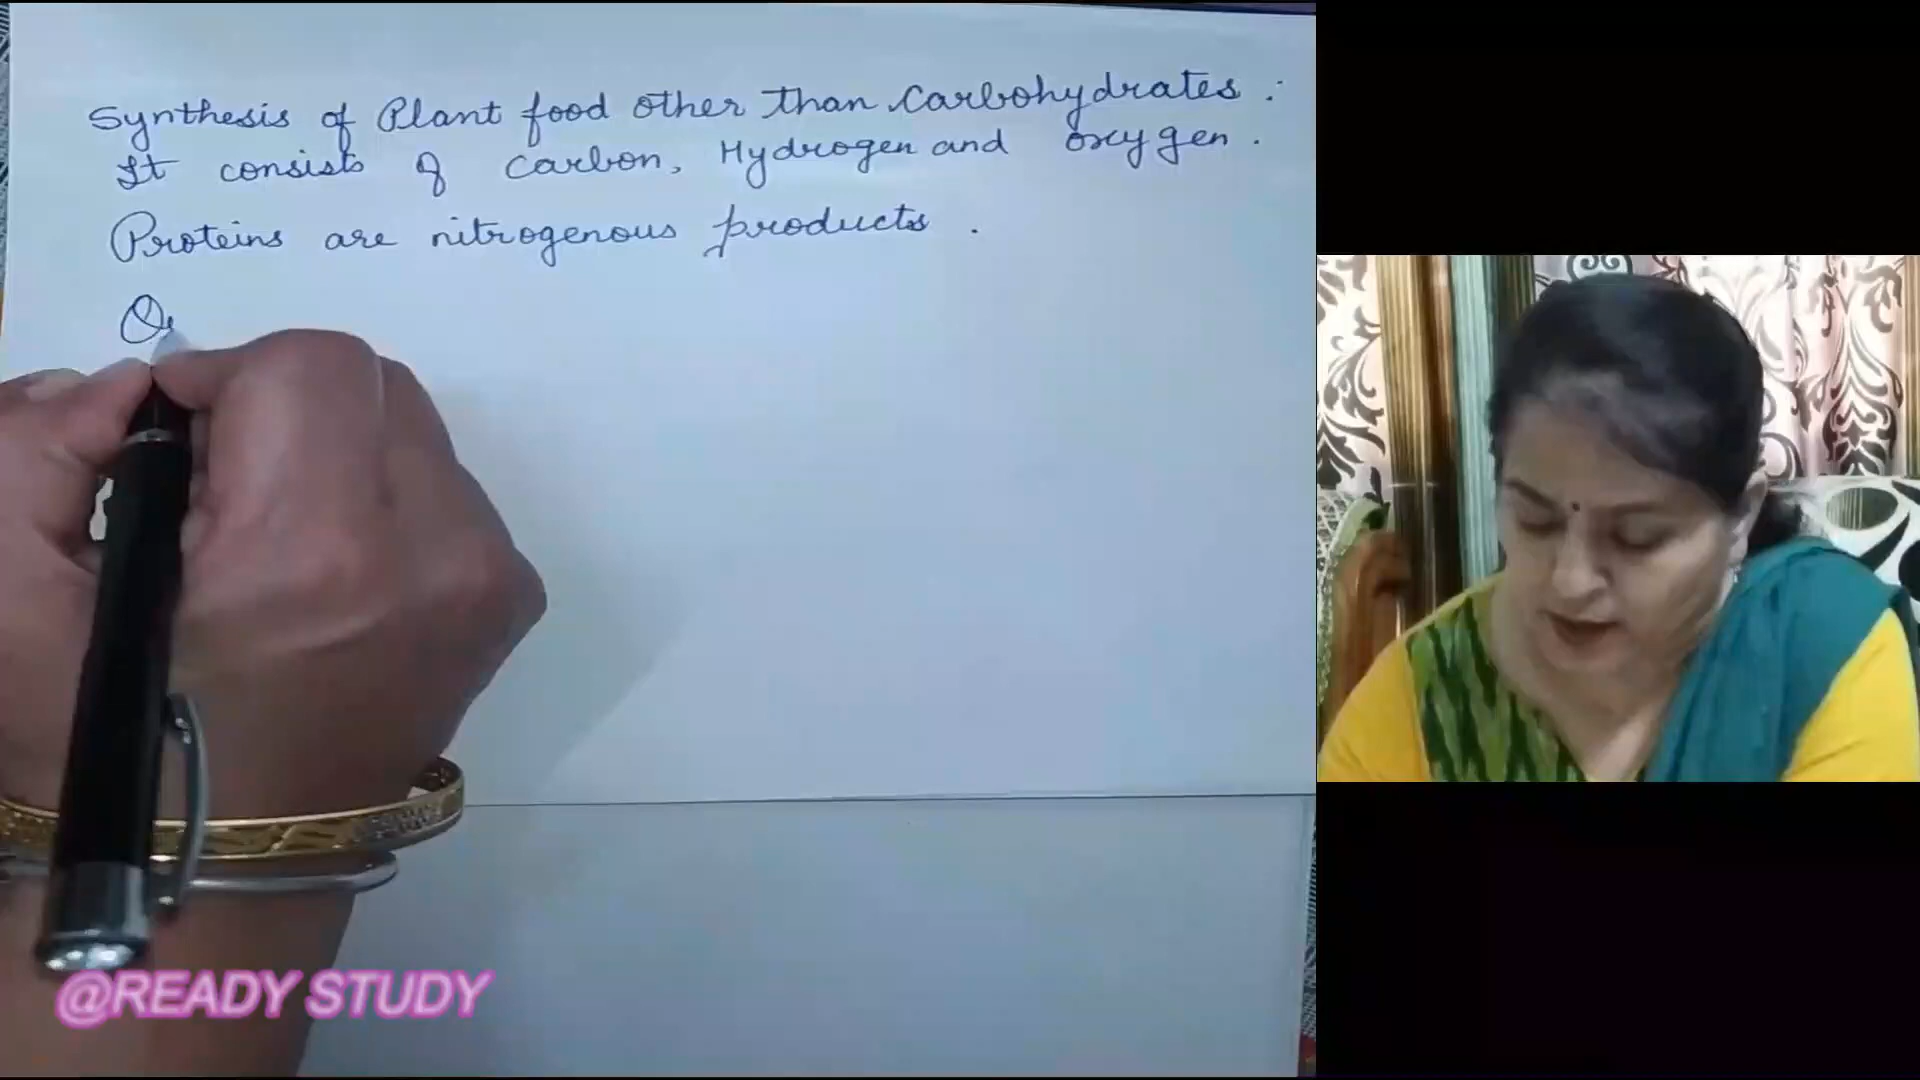 Synthesis of Plant food other than Carbohydrates :
It consists of Carbon, Hydrogen and oxygen .
Proteins are nitrogenous products .
@READY STUDY